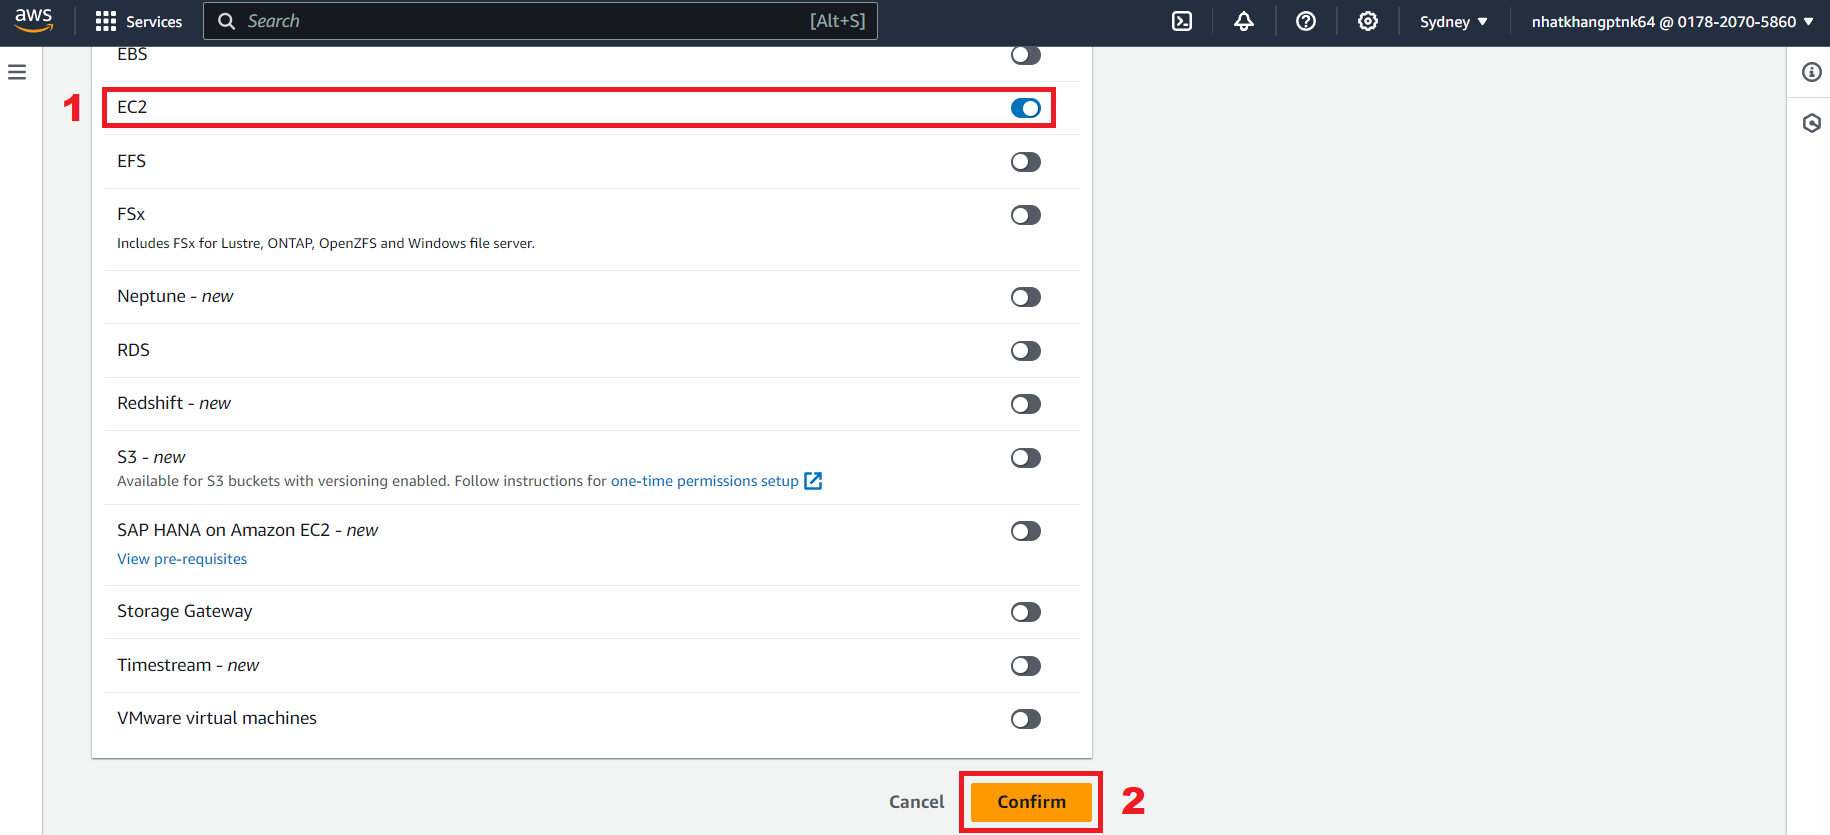 aws
Services
Search
[Alt+S]
Sydney
nhatkhangptnk64 @ 0178-2070-5860
EBS
1
EC2
EFS
FSx
Includes FSx for Lustre, ONTAP, OpenZFS and Windows file server.
Neptune - new
RDS
Redshift - new
S3 - new
Available for S3 buckets with versioning enabled. Follow instructions for one-time permissions setup
SAP HANA on Amazon EC2 - new
View pre-requisites
Storage Gateway
Timestream - new
VMware virtual machines
Cancel
Confirm
2